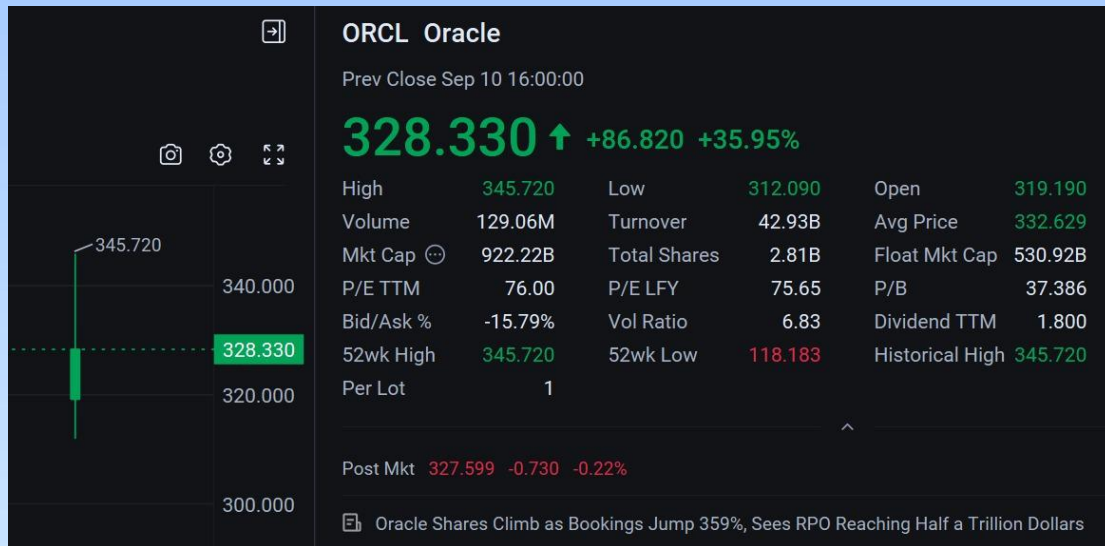 ORCL Oracle
Prev Close Sep 10 16:00:00
328.330 +86.820 +35.95%
High 345.720 Low 312.090 Open 319.190
Volume 129.06M Turnover 42.93B Avg Price 332.629
Mkt Cap 922.22B Total Shares 2.81B Float Mkt Cap 530.92B
P/E TTM 76.00 P/E LFY 75.65 P/B 37.386
Bid/Ask % -15.79% Vol Ratio 6.83 Dividend TTM 1.800
52wk High 345.720 52wk Low 118.183 Historical High 345.720
Per Lot 1
Post Mkt 327.599 -0.730 -0.22%
Oracle Shares Climb as Bookings Jump 359%, Sees RPO Reaching Half a Trillion Dollars
345.720
340.000
328.330
320.000
300.000